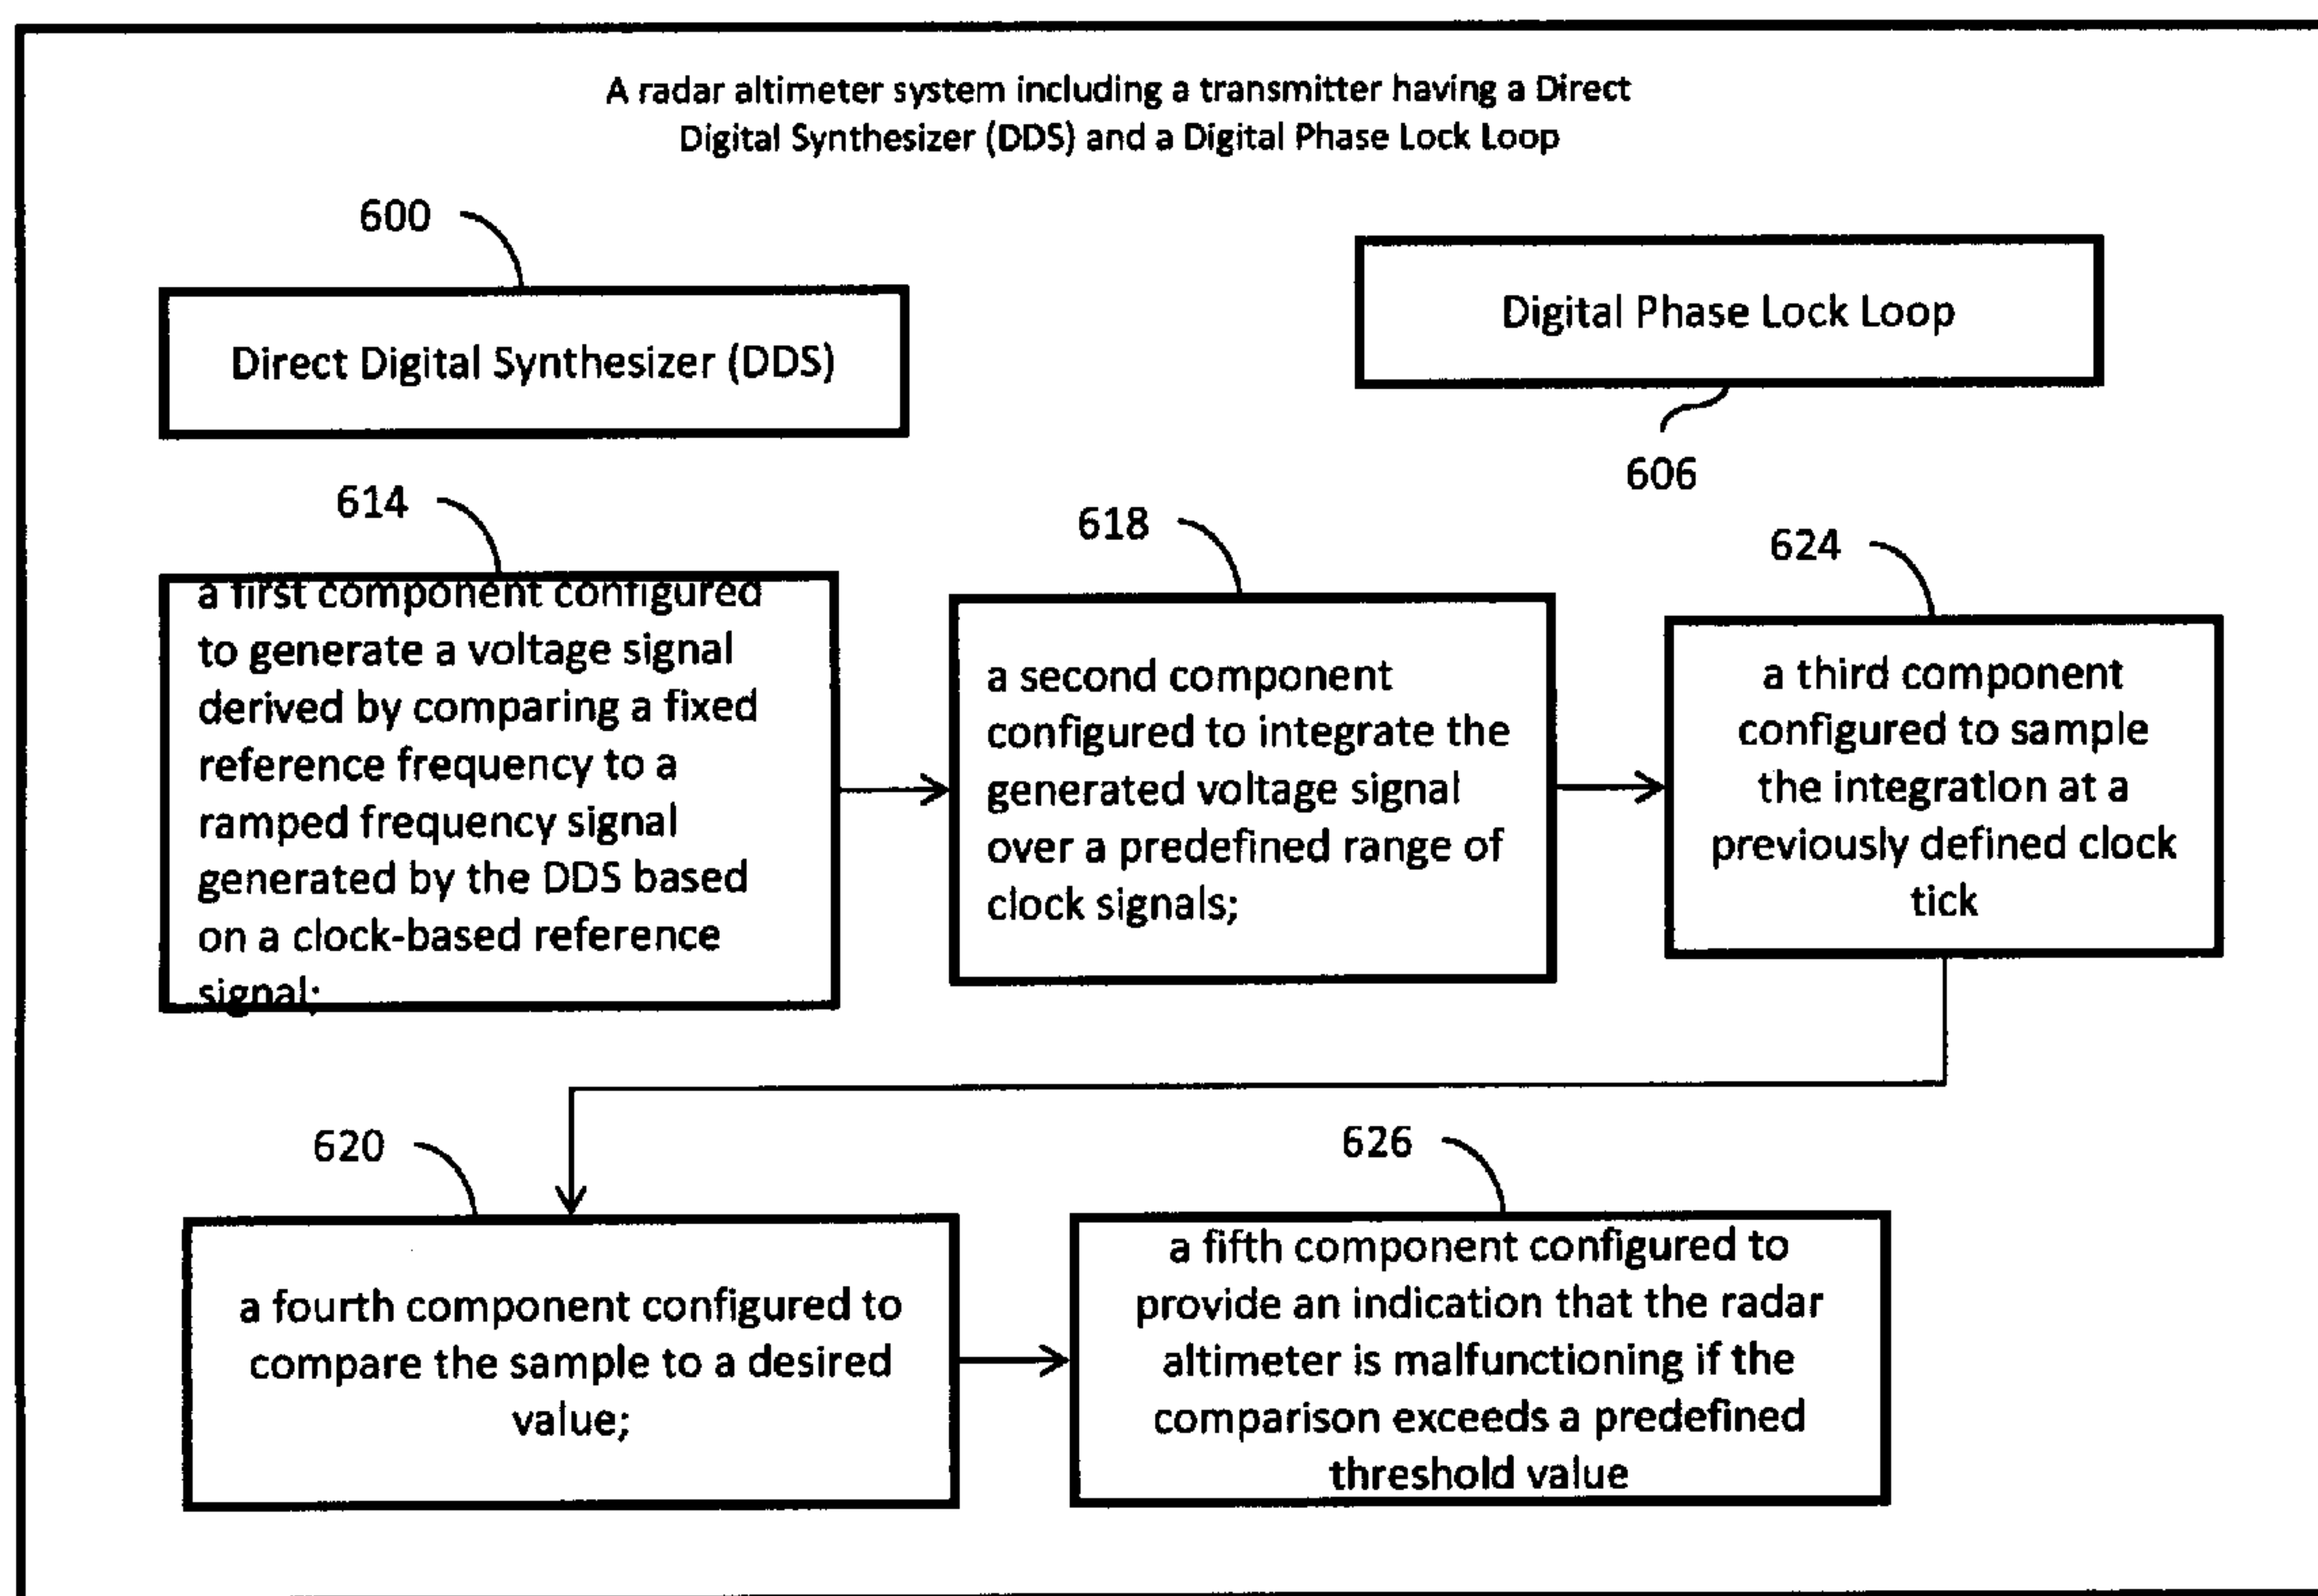 A radar altimeter system including a transmitter having a Direct
Digital Synthesizer (DDS) and a Digital Phase Lock Loop
600
Direct Digital Synthesizer (DDS)
Digital Phase Lock Loop
606
614
a first component configured
to generate a voltage signal
derived by comparing a fixed
reference frequency to a
ramped frequency signal
generated by the DDS based
on a clock-based reference
signal;
618
a second component
configured to integrate the
generated voltage signal
over a predefined range of
clock signals;
624
a third component
configured to sample
the integration at a
previously defined clock
tick
620
a fourth component configured to
compare the sample to a desired
value;
626
a fifth component configured to
provide an indication that the radar
altimeter is malfunctioning if the
comparison exceeds a predefined
threshold value